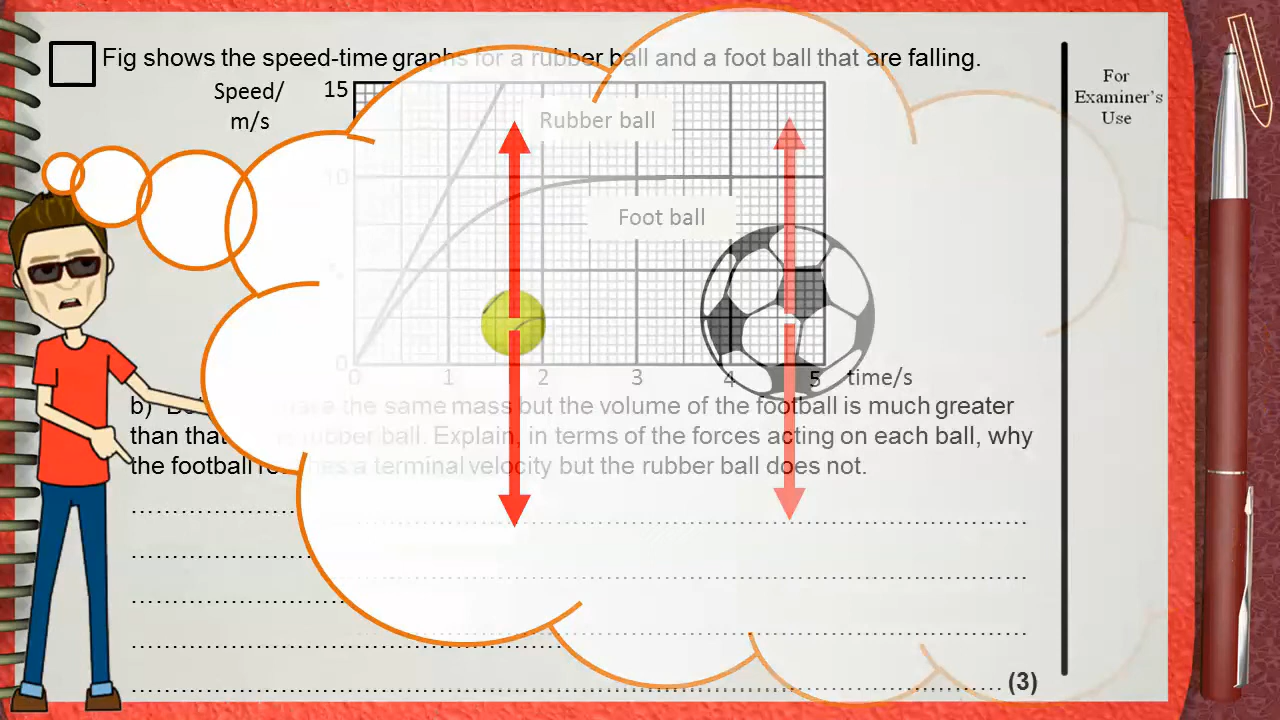 Fig shows the speed-time graphs for a rubber ball and a foot ball that are falling.
For
Examiner's
Use
Speed/
m/s
15
Rubber ball
10
Foot ball
5
0
0 1 2 3 4 5 time/s
b) the same mass but the volume of the football is much greater
than rubber ball. Explain, in terms of the forces acting on each ball, why
the football a terminal velocity but the rubber ball does not.
(3)